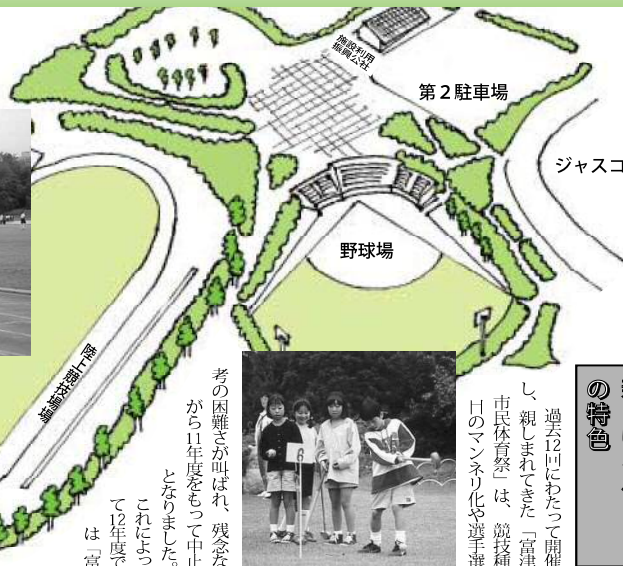 施設利用
振興公社
第2駐車場
ジャスコ
野球場
陸上競技場場
の特色
過去12回にわたって開催
し、親しまれてきた「富津
市民体育祭」は、競技種
目のマンネリ化や選手選
考の困難さが叫ばれ、残念な
がら11年度をもって中止
となりました。
これによっ
て12年度で
は「富
6